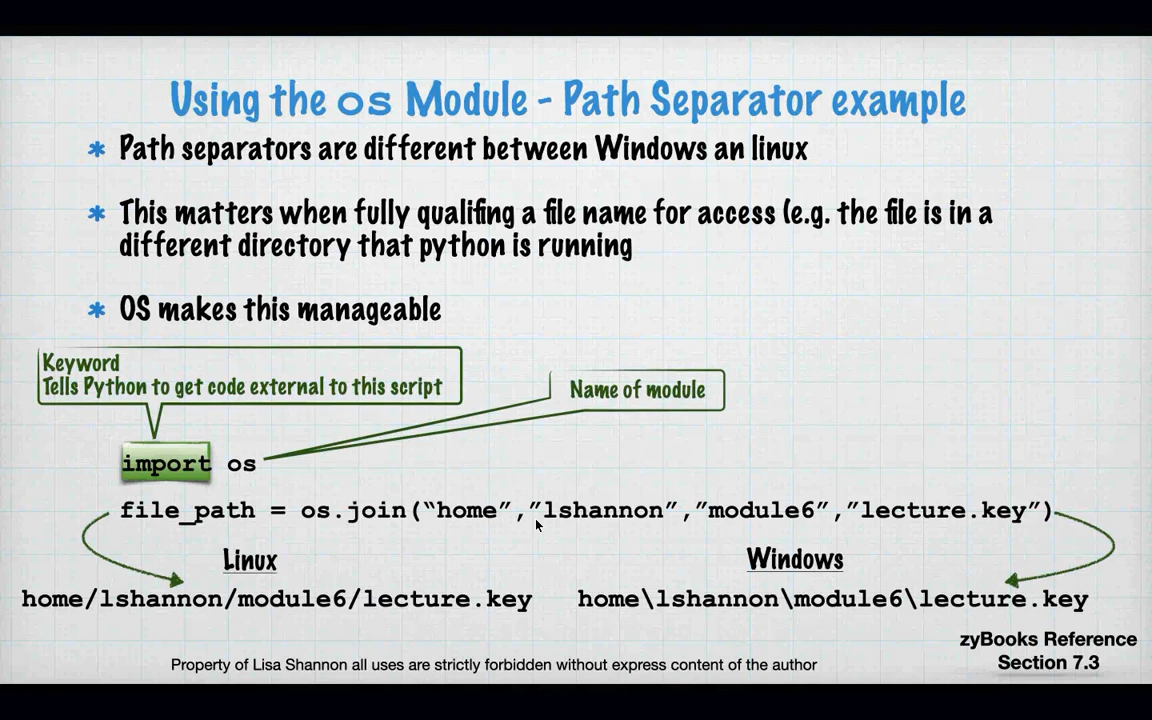 Using the os Module - Path Separator example
* Path separators are different between Windows an linux
* This matters when fully qualifing a file name for access (e.g. the file is in a
different directory that python is running
* OS makes this manageable
Keyword
Tells Python to get code external to this script
Name of module
import os
file_path = os.join(“home”,”lshannon”,”module6”,”lecture.key”)
Linux
Windows
home/lshannon/module6/lecture.key
home\lshannon\module6\lecture.key
zyBooks Reference
Section 7.3
Property of Lisa Shannon all uses are strictly forbidden without express content of the author